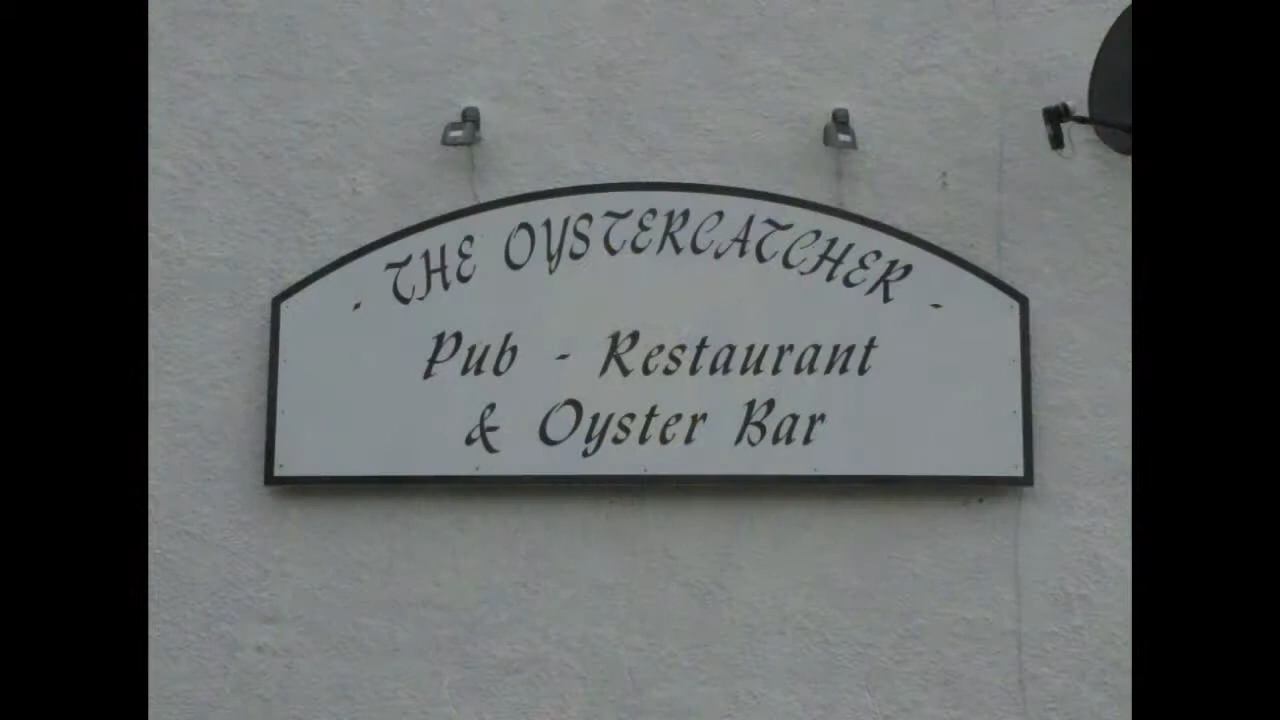 - THE OYSTERCATCHER -
Pub - Restaurant
& Oyster Bar